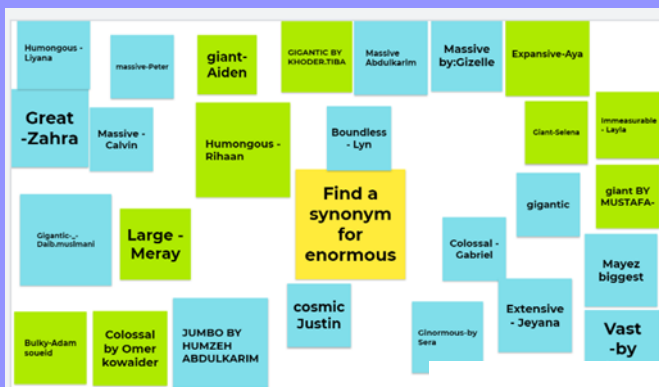 Humongous -
Liyana
massive-Peter
giant-
Aiden
GIGANTIC BY
KHODER.TIBA
Massive
Abdulkarim
Massive
by:Gizelle
Expansive-Aya
Great
-Zahra
Massive -
Calvin
Humongous -
Rihaan
Boundless
- Lyn
Giant-Selena
Immeasurable
- Layla
Find a
synonym
for
enormous
gigantic
giant BY
MUSTAFA-
Gigantic-_-
Daib.muslmani
Large -
Meray
Colossal -
Gabriel
Mayez
biggest
cosmic
Justin
Extensive
- Jeyana
Bulky-Adam
soueid
Colossal
by Omer
kowaider
JUMBO BY
HUMZEH
ABDULKARIM
Ginormous-by
Sera
Vast
-by